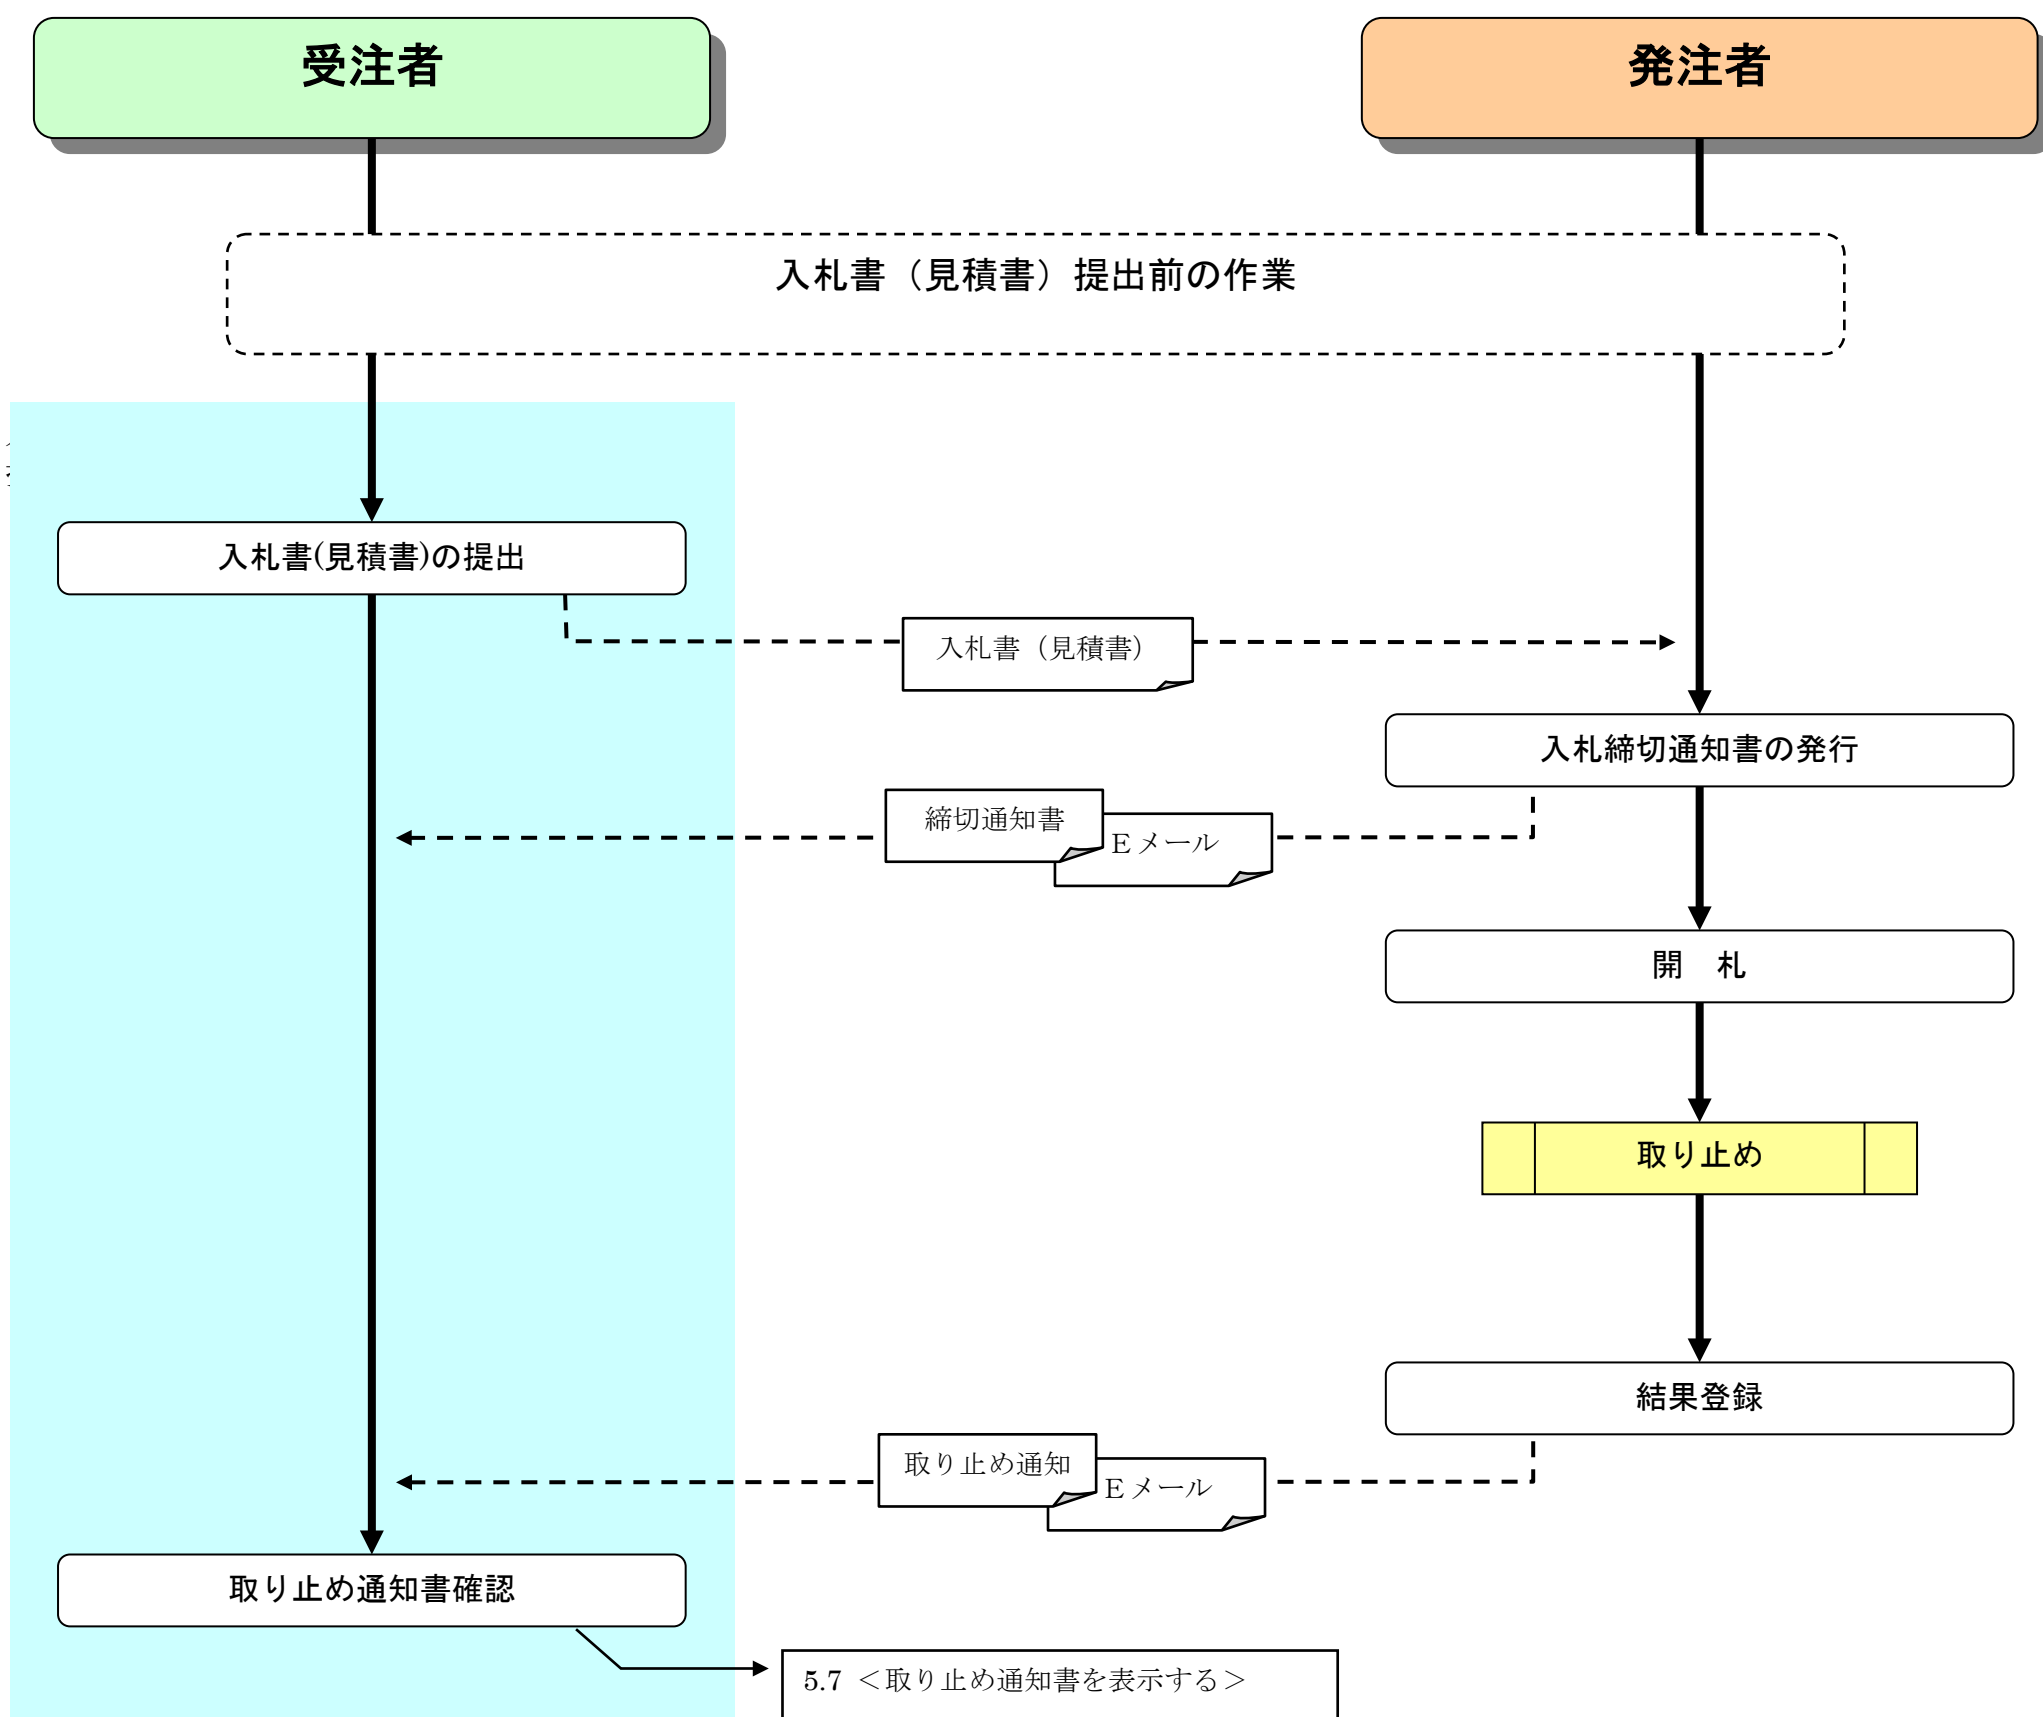 受注者
発注者
入札書（見積書）提出前の作業
入札書(見積書)の提出
入札書（見積書）
入札締切通知書の発行
締切通知書
Ｅメール
開　札
取り止め
結果登録
取り止め通知
Ｅメール
取り止め通知書確認
5.7 ＜取り止め通知書を表示する＞